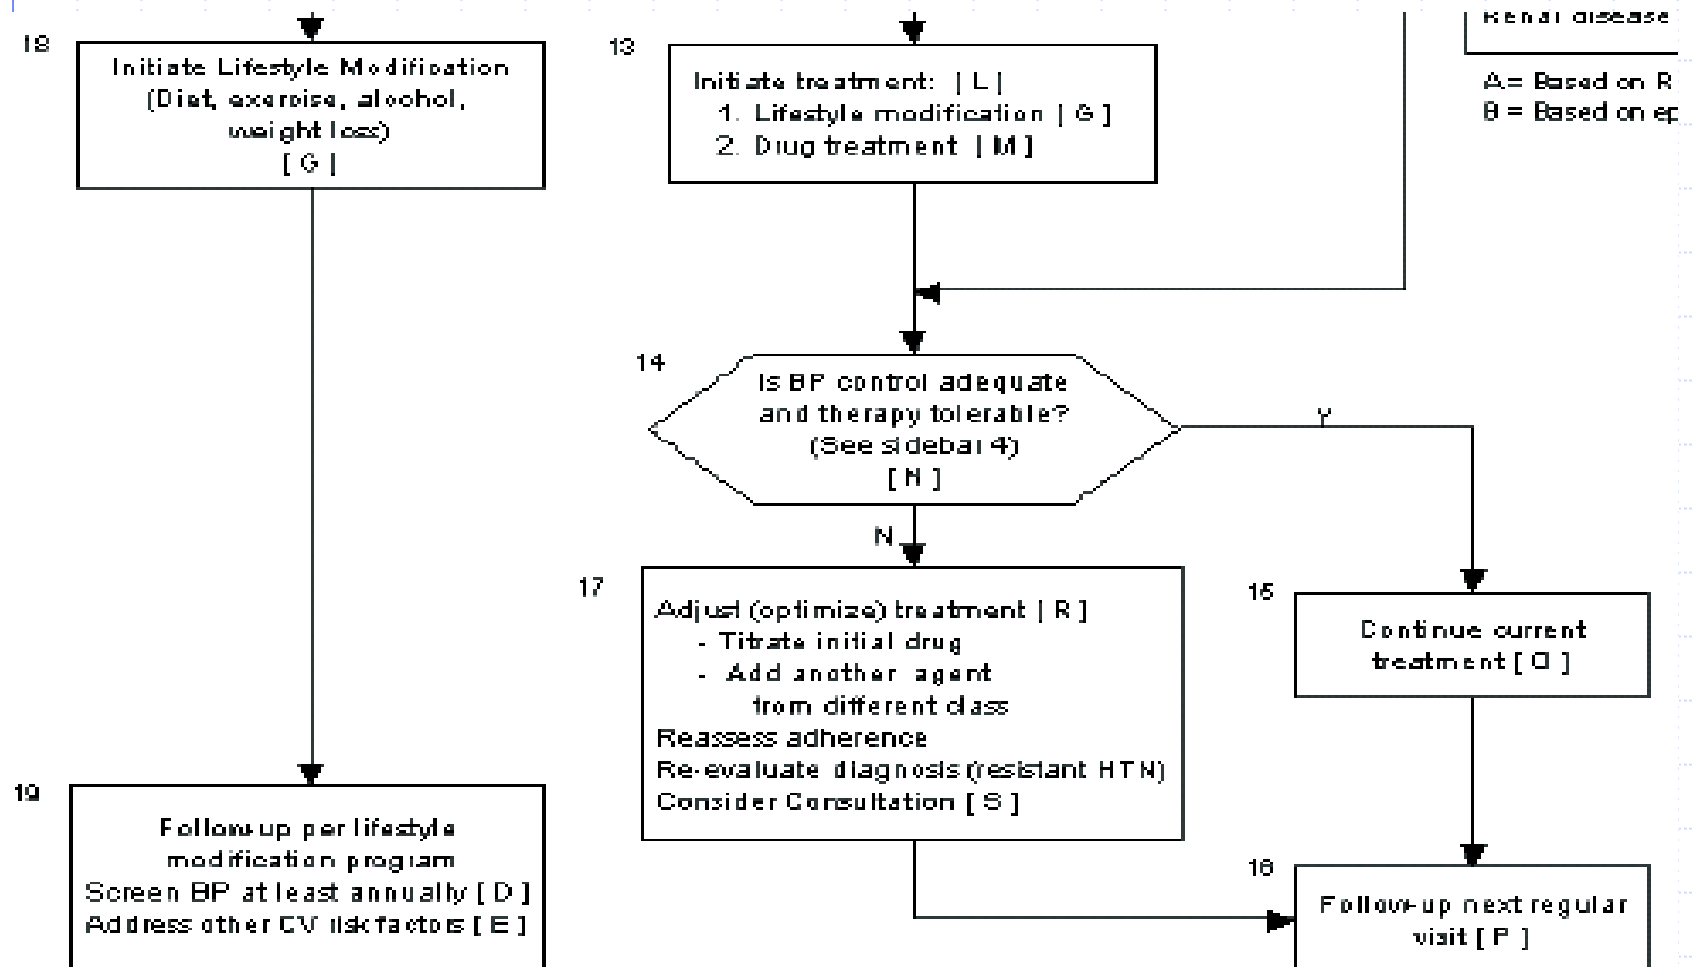 18
Initiate Lifestyle Modification
(Diet, exercise, alcohol,
weight loss)
[ G ]
13
Initiate treatment: [ L ]
1. Lifestyle modification [ G ]
2. Drug treatment [ M ]
Renal disease
A = Based on R
B = Based on ep
14
Is BP control adequate
and therapy tolerable?
(See sidebar 4)
[ N ]
Y
N
17
Adjust (optimize) treatment [ R ]
- Titrate initial drug
- Add another agent
from different class
Reassess adherence
Re-evaluate diagnosis (resistant HTN)
Consider Consultation [ S ]
15
Continue current
treatment [ O ]
19
Follow-up per lifestyle
modification program
Screen BP at least annually [ D ]
Address other CV risk factors [ E ]
16
Follow-up next regular
visit [ P ]